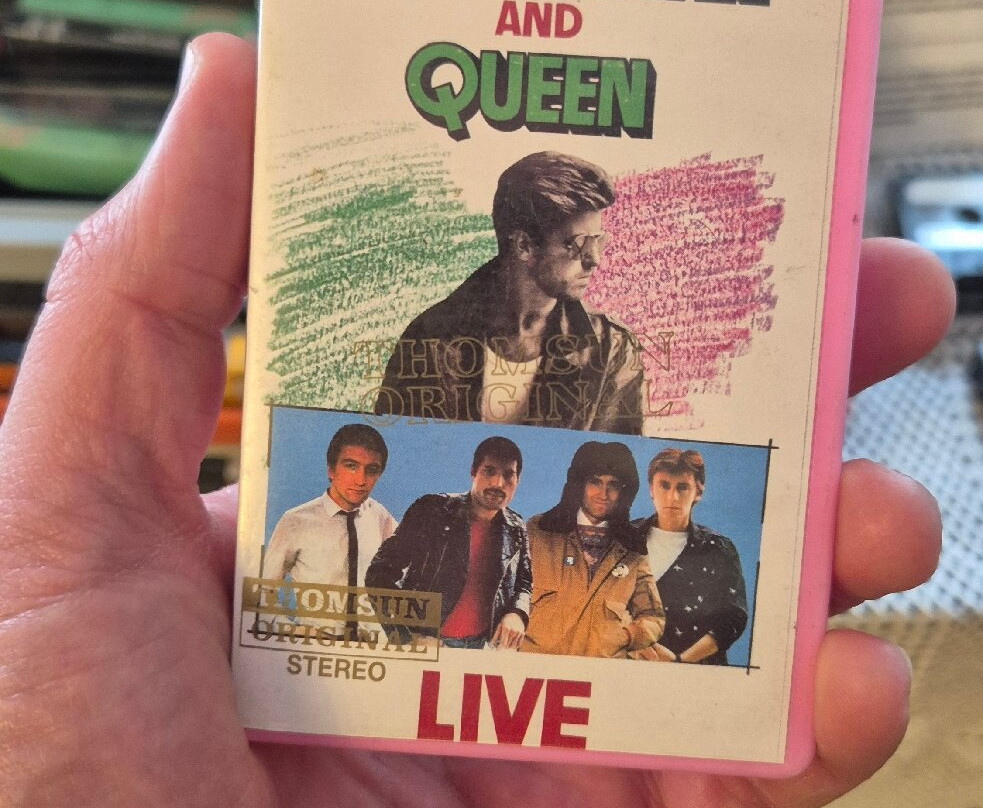 AND
QUEEN
THOMSUN
ORIGINAL
THOMSUN
ORIGINAL
STEREO
LIVE